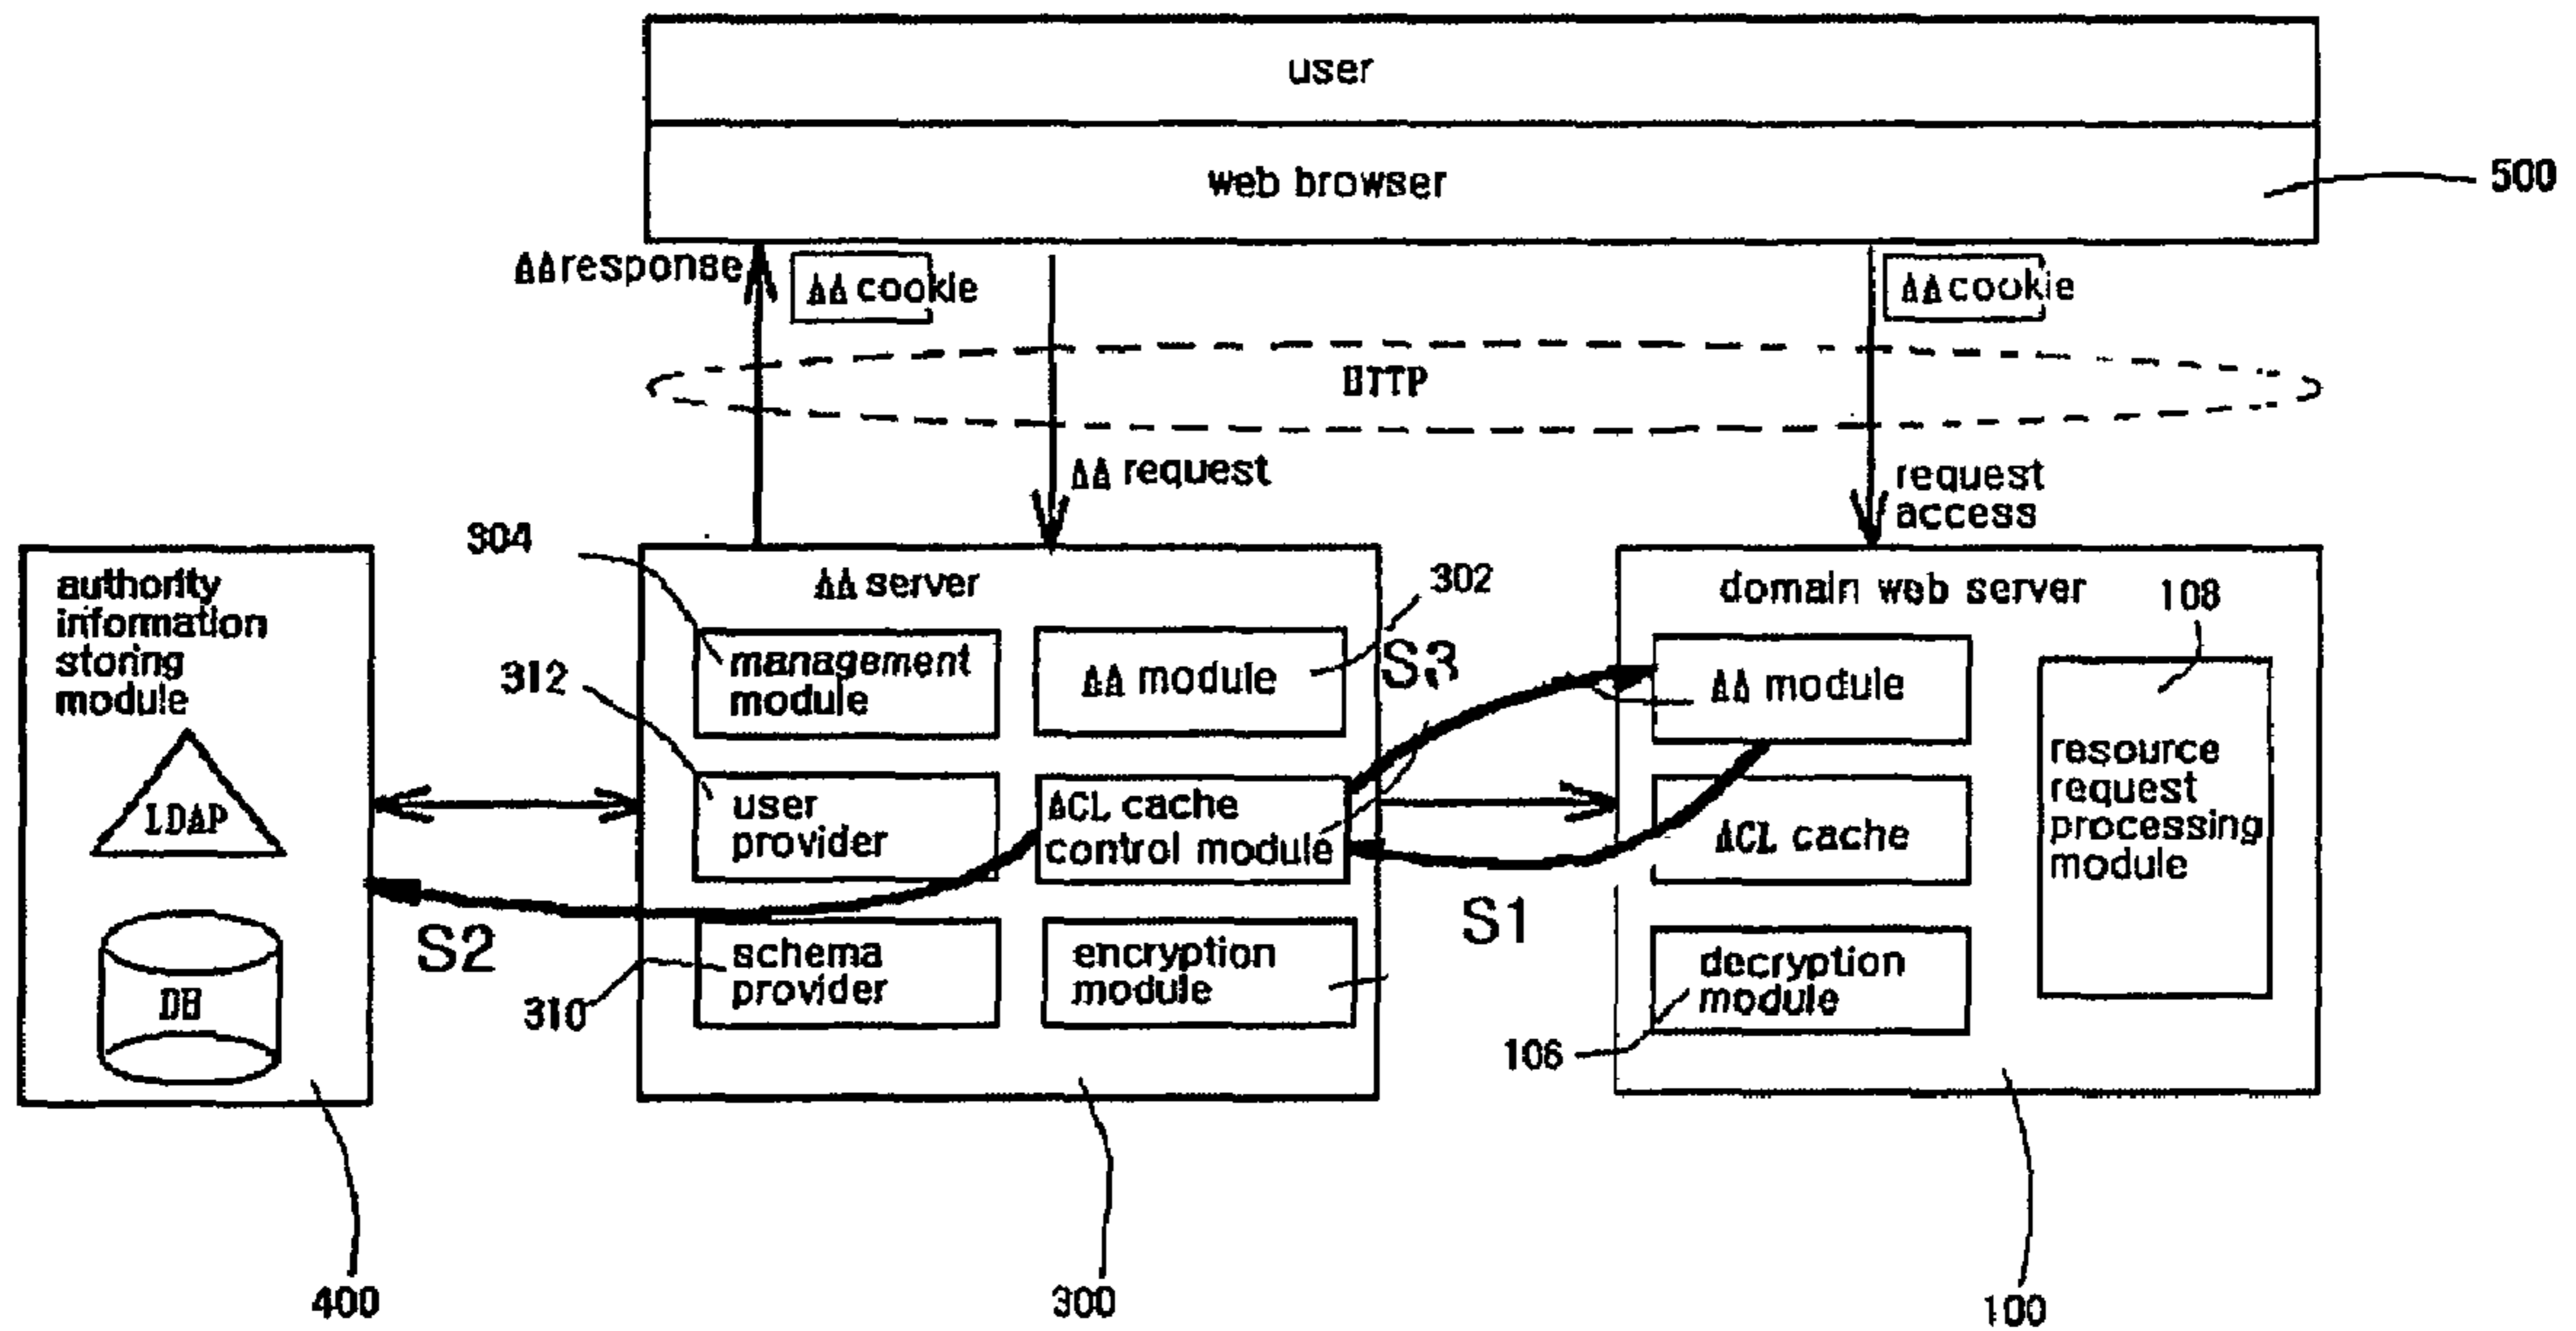 user
web browser
500
AAresponse
AA cookie
AA cookie
HTTP
AA request
request
access
304
authority
information
storing
module
LDAP
DB
400
AA server
302
312
management
module
AA module
S3
user
provider
ACL cache
control module
S2
S1
310
schema
provider
encryption
module
300
domain web server
108
AA module
resource
request
processing
module
ACL cache
decryption
module
106
100